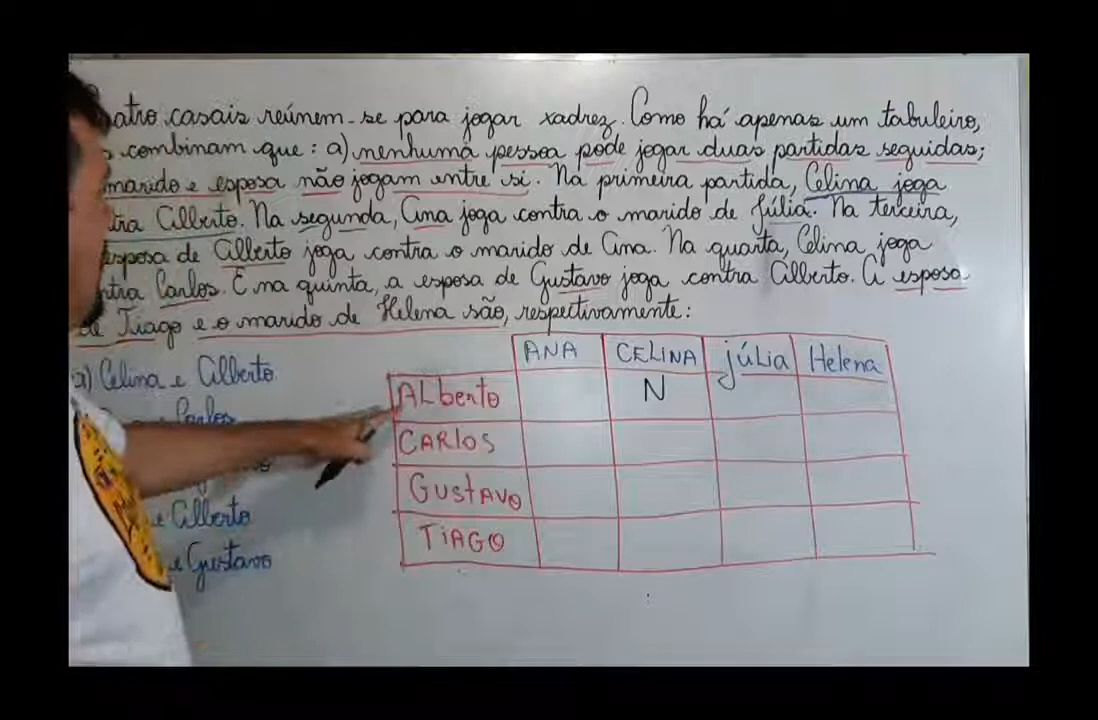 atro casais reúnem-se para jogar xadrez. Como há apenas um tabuleiro,
combinam que: a) nenhuma pessoa pode jogar duas partidas seguidas;
marido e esposa não jogam entre si. Na primeira partida, Celina joga
tra Alberto. Na segunda, Ana joga contra o marido de Júlia. Na terceira,
esposa de Alberto joga contra o marido de Ana. Na quarta, Celina joga
ntra Carlos. E na quinta, a esposa de Gustavo joga contra Alberto. A esposa
de Tiago e o marido de Helena são, respectivamente:
a) Celina e Alberto
Carlos
e Alberto
e Gustavo
ANA CELINA júlia Helena
ALberto N
CARLOS
GUStAVO
TiAGO